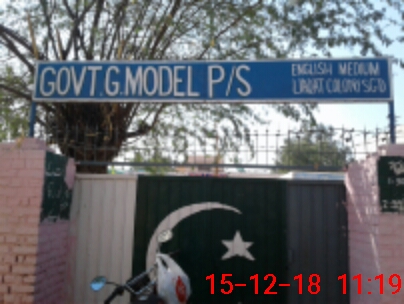 GOVT.G.MODEL P/S
ENGLISH MEDIUM
LIAQAT COLONY SGD
15-12-18 11:19